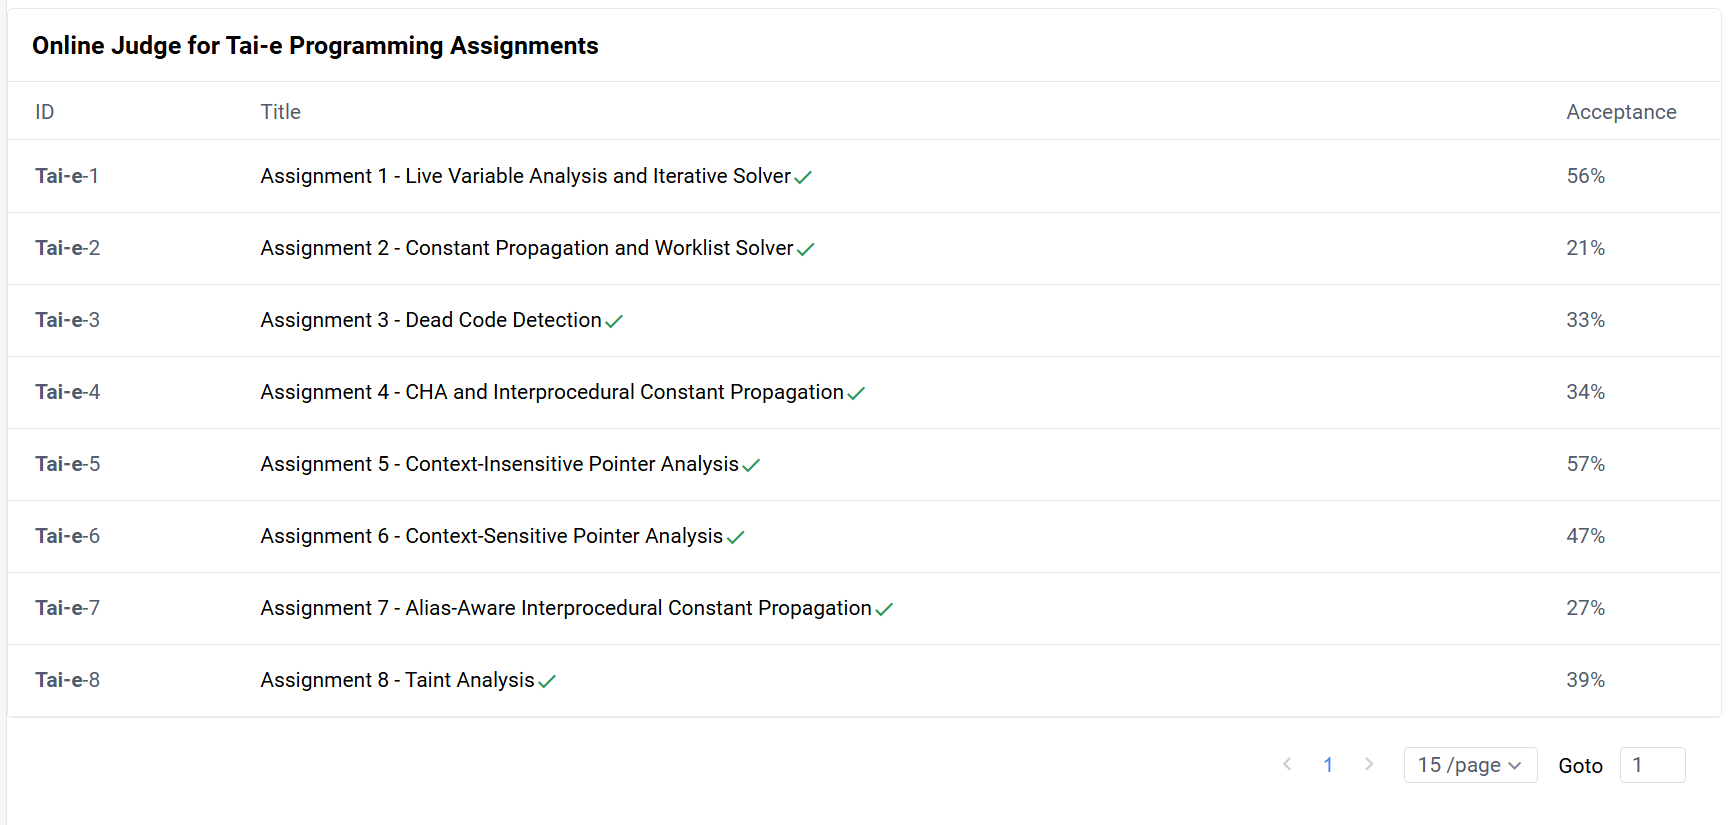 Online Judge for Tai-e Programming Assignments
ID Title Acceptance
Tai-e-1 Assignment 1 - Live Variable Analysis and Iterative Solver 56%
Tai-e-2 Assignment 2 - Constant Propagation and Worklist Solver 21%
Tai-e-3 Assignment 3 - Dead Code Detection 33%
Tai-e-4 Assignment 4 - CHA and Interprocedural Constant Propagation 34%
Tai-e-5 Assignment 5 - Context-Insensitive Pointer Analysis 57%
Tai-e-6 Assignment 6 - Context-Sensitive Pointer Analysis 47%
Tai-e-7 Assignment 7 - Alias-Aware Interprocedural Constant Propagation 27%
Tai-e-8 Assignment 8 - Taint Analysis 39%
1 15 /page Goto 1